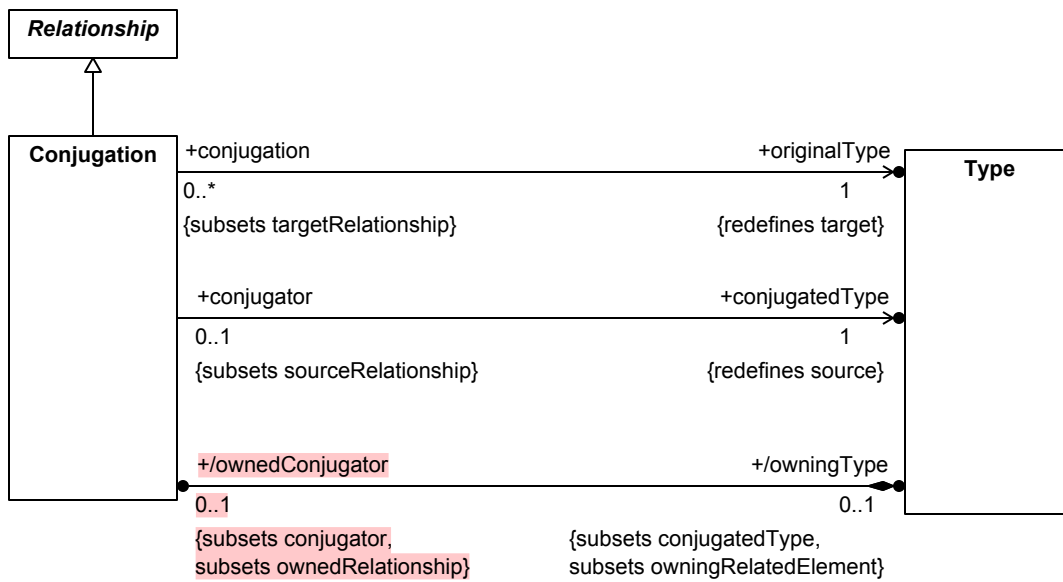 Relationship
Conjugation
+conjugation
+originalType
Type
0..*
1
{subsets targetRelationship}
{redefines target}
+conjugator
+conjugatedType
0..1
1
{subsets sourceRelationship}
{redefines source}
+/ownedConjugator
+/owningType
0..1
0..1
{subsets conjugator,
subsets ownedRelationship}
{subsets conjugatedType,
subsets owningRelatedElement}